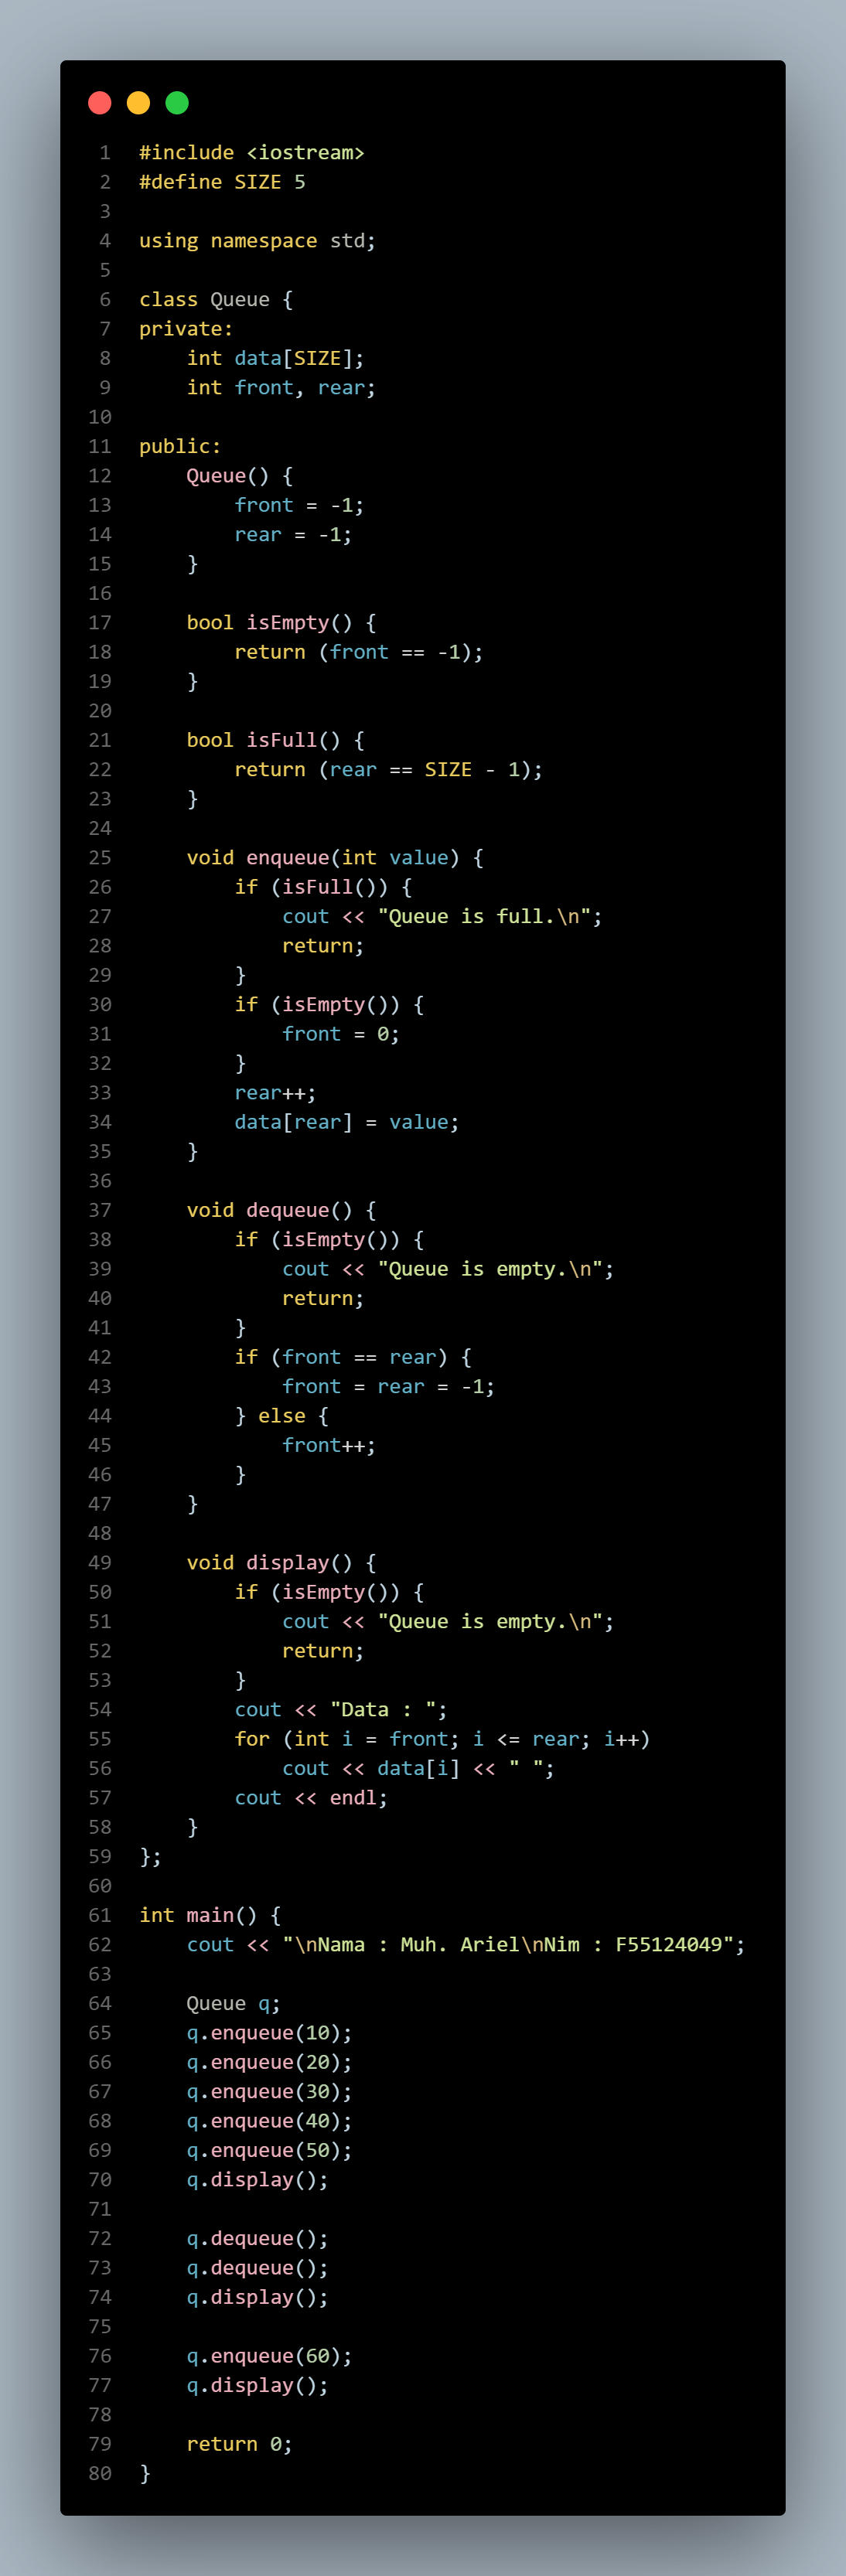 1 #include <iostream>
2 #define SIZE 5
3
4 using namespace std;
5
6 class Queue {
7 private:
8     int data[SIZE];
9     int front, rear;
10
11 public:
12     Queue() {
13         front = -1;
14         rear = -1;
15     }
16
17     bool isEmpty() {
18         return (front == -1);
19     }
20
21     bool isFull() {
22         return (rear == SIZE - 1);
23     }
24
25     void enqueue(int value) {
26         if (isFull()) {
27             cout << "Queue is full.\n";
28             return;
29         }
30         if (isEmpty()) {
31             front = 0;
32         }
33         rear++;
34         data[rear] = value;
35     }
36
37     void dequeue() {
38         if (isEmpty()) {
39             cout << "Queue is empty.\n";
40             return;
41         }
42         if (front == rear) {
43             front = rear = -1;
44         } else {
45             front++;
46         }
47     }
48
49     void display() {
50         if (isEmpty()) {
51             cout << "Queue is empty.\n";
52             return;
53         }
54         cout << "Data : ";
55         for (int i = front; i <= rear; i++)
56             cout << data[i] << " ";
57         cout << endl;
58     }
59 };
60
61 int main() {
62     cout << "\nNama : Muh. Ariel\nNim : F55124049";
63
64     Queue q;
65     q.enqueue(10);
66     q.enqueue(20);
67     q.enqueue(30);
68     q.enqueue(40);
69     q.enqueue(50);
70     q.display();
71
72     q.dequeue();
73     q.dequeue();
74     q.display();
75
76     q.enqueue(60);
77     q.display();
78
79     return 0;
80 }